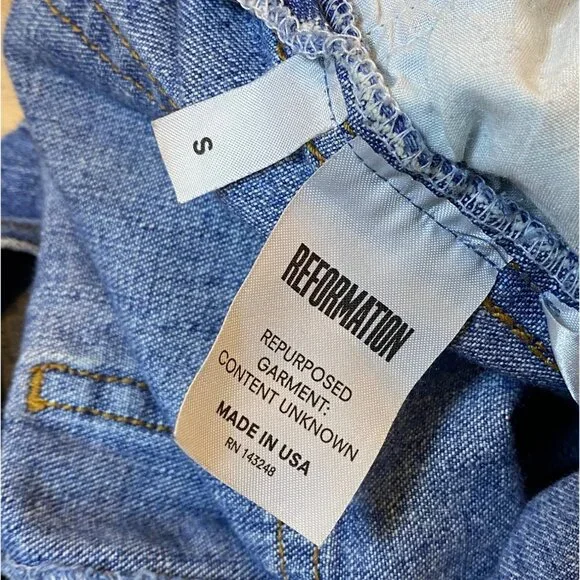 S
REFORMATION
REPURPOSED
GARMENT:
CONTENT UNKNOWN
MADE IN USA
RN 143248